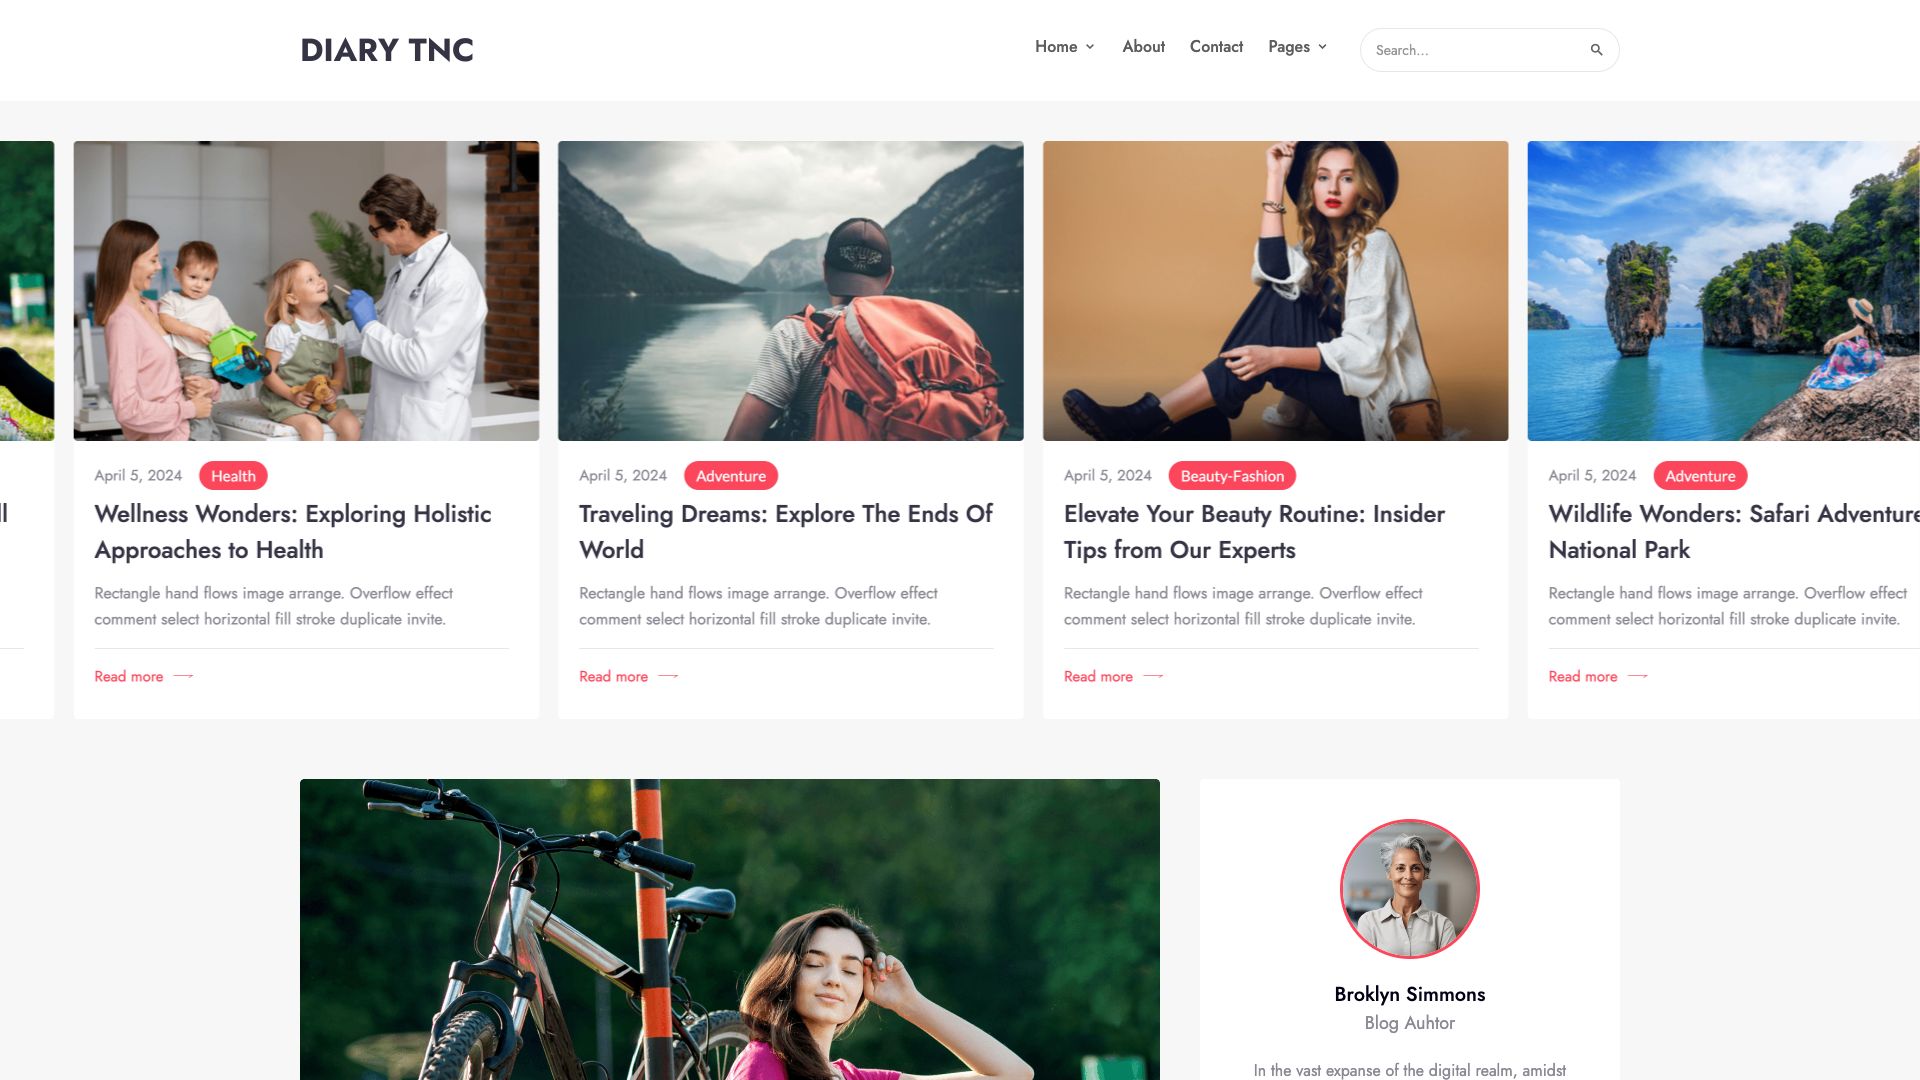 DIARY TNC
Home
About
Contact
Pages
Search...
April 5, 2024
Health
Wellness Wonders: Exploring Holistic
Approaches to Health
Rectangle hand flows image arrange. Overflow effect
comment select horizontal fill stroke duplicate invite.
Read more
April 5, 2024
Adventure
Traveling Dreams: Explore The Ends Of
World
Rectangle hand flows image arrange. Overflow effect
comment select horizontal fill stroke duplicate invite.
Read more
April 5, 2024
Beauty-Fashion
Elevate Your Beauty Routine: Insider
Tips from Our Experts
Rectangle hand flows image arrange. Overflow effect
comment select horizontal fill stroke duplicate invite.
Read more
April 5, 2024
Adventure
Wildlife Wonders: Safari Adventure
National Park
Rectangle hand flows image arrange. Overflow effect
comment select horizontal fill stroke duplicate invite.
Read more
Broklyn Simmons
Blog Auhtor
In the vast expanse of the digital realm, amidst